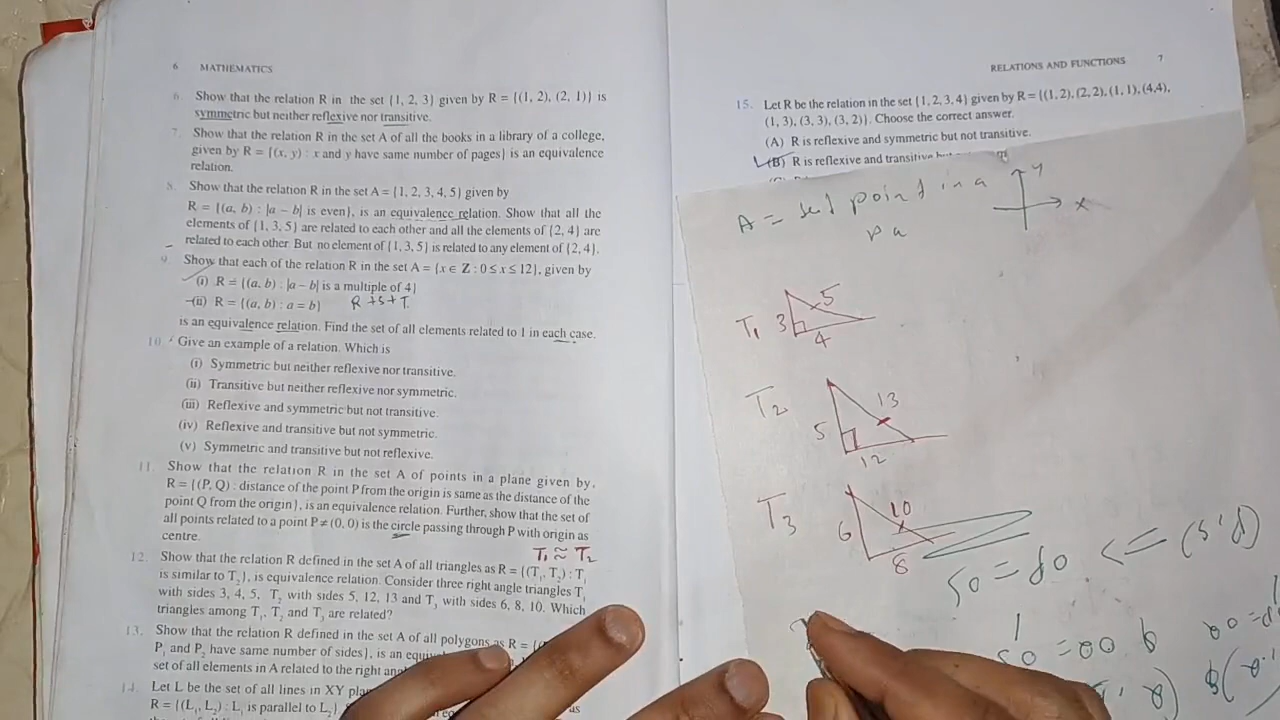 6 MATHEMATICS
6. Show that the relation R in the set {1, 2, 3} given by R = {(1, 2), (2, 1)} is
symmetric but neither reflexive nor transitive.
7. Show that the relation R in the set A of all the books in a library of a college,
given by R = {(x, y) : x and y have same number of pages} is an equivalence
relation.
8. Show that the relation R in the set A = {1, 2, 3, 4, 5} given by
R = {(a, b) : |a – b| is even}, is an equivalence relation. Show that all the
elements of {1, 3, 5} are related to each other and all the elements of {2, 4} are
related to each other. But no element of {1, 3, 5} is related to any element of {2, 4}.
9. Show that each of the relation R in the set A = {x ∈ Z : 0 ≤ x ≤ 12}, given by
(i) R = {(a, b) : |a – b| is a multiple of 4}
(ii) R = {(a, b) : a = b} R+S+T
is an equivalence relation. Find the set of all elements related to 1 in each case.
10. Give an example of a relation. Which is
(i) Symmetric but neither reflexive nor transitive.
(ii) Transitive but neither reflexive nor symmetric.
(iii) Reflexive and symmetric but not transitive.
(iv) Reflexive and transitive but not symmetric.
(v) Symmetric and transitive but not reflexive.
11. Show that the relation R in the set A of points in a plane given by
R = {(P, Q) : distance of the point P from the origin is same as the distance of the
point Q from the origin}, is an equivalence relation. Further, show that the set of
all points related to a point P ≠ (0, 0) is the circle passing through P with origin as
centre.
T₁ ≈ T₂
12. Show that the relation R defined in the set A of all triangles as R = {(T₁, T₂) : T₁
is similar to T₂}, is equivalence relation. Consider three right angle triangles T₁
with sides 3, 4, 5, T₂ with sides 5, 12, 13 and T₃ with sides 6, 8, 10. Which
triangles among T₁, T₂ and T₃ are related?
13. Show that the relation R defined in the set A of all polygons as R = {(
P₁ and P₂ have same number of sides}, is an
set of all elements in A related to the right
14. Let L be the set of all lines in XY
R = {(L₁, L₂) : L₁ is parallel to L₂}.
RELATIONS AND FUNCTIONS 7
15. Let R be the relation in the set {1, 2, 3, 4} given by R = {(1, 2), (2, 2), (1, 1), (4,4),
(1, 3), (3, 3), (3, 2)}. Choose the correct answer.
(A) R is reflexive and symmetric but not transitive.
(B) R is reflexive and transitive
A = set point in a
pa
y
x
T₁ 3 4 5
T₂ 5 12 13
T₃ 6 8 10